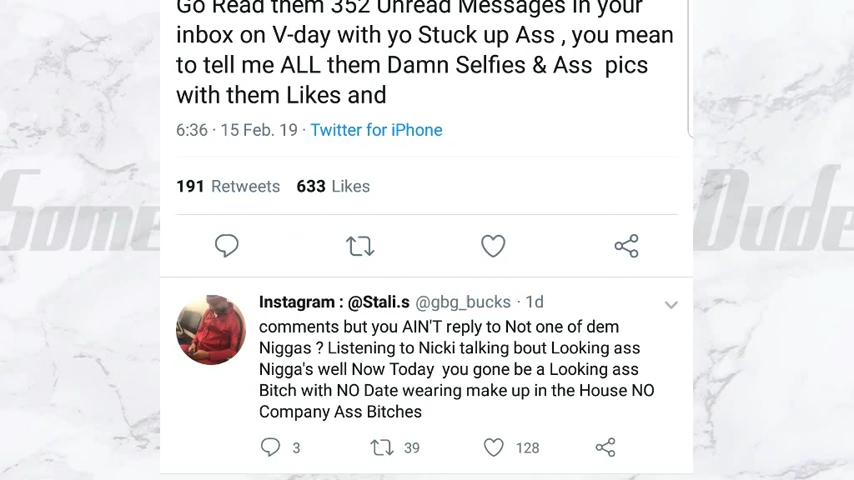 Go Read them 352 Unread Messages in your
inbox on V-day with yo Stuck up Ass , you mean
to tell me ALL them Damn Selfies & Ass pics
with them Likes and
6:36 · 15 Feb. 19 · Twitter for iPhone
191 Retweets 633 Likes
Some Dude
Instagram : @Stali.s @gbg_bucks · 1d
comments but you AIN'T reply to Not one of dem
Niggas ? Listening to Nicki talking bout Looking ass
Nigga's well Now Today you gone be a Looking ass
Bitch with NO Date wearing make up in the House NO
Company Ass Bitches
3 39 128